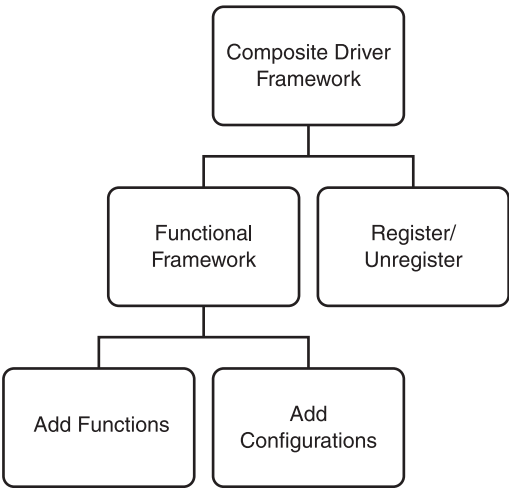 Composite Driver
Framework
Functional
Framework
Register/
Unregister
Add Functions
Add
Configurations